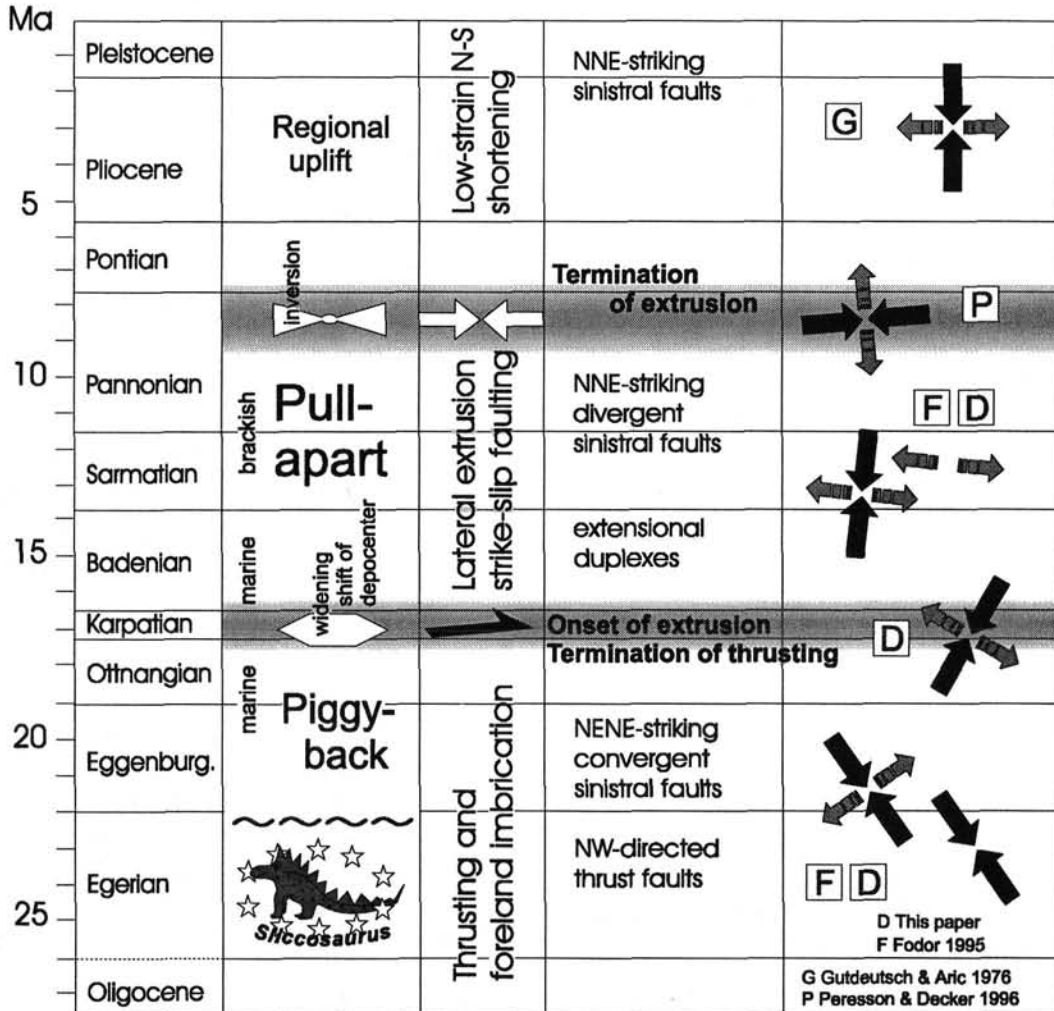 Ma
Pleistocene
Pliocene
5
Pontian
10
Pannonian
Sarmatian
15
Badenian
Karpatian
Ottnangian
20
Eggenburg.
Egerian
25
Oligocene
Regional
uplift
inversion
brackish
Pull-
apart
marine
widening
shift of
depocenter
marine
Piggy-
back
SHccosaurus
Low-strain N-S
shortening
Lateral extrusion
strike-slip faulting
Thrusting and
foreland imbrication
NNE-striking
sinistral faults
Termination
of extrusion
NNE-striking
divergent
sinistral faults
extensional
duplexes
Onset of extrusion
Termination of thrusting
NENE-striking
convergent
sinistral faults
NW-directed
thrust faults
G
P
F D
D
F D
D This paper
F Fodor 1995
G Gutdeutsch & Aric 1976
P Peresson & Decker 1996